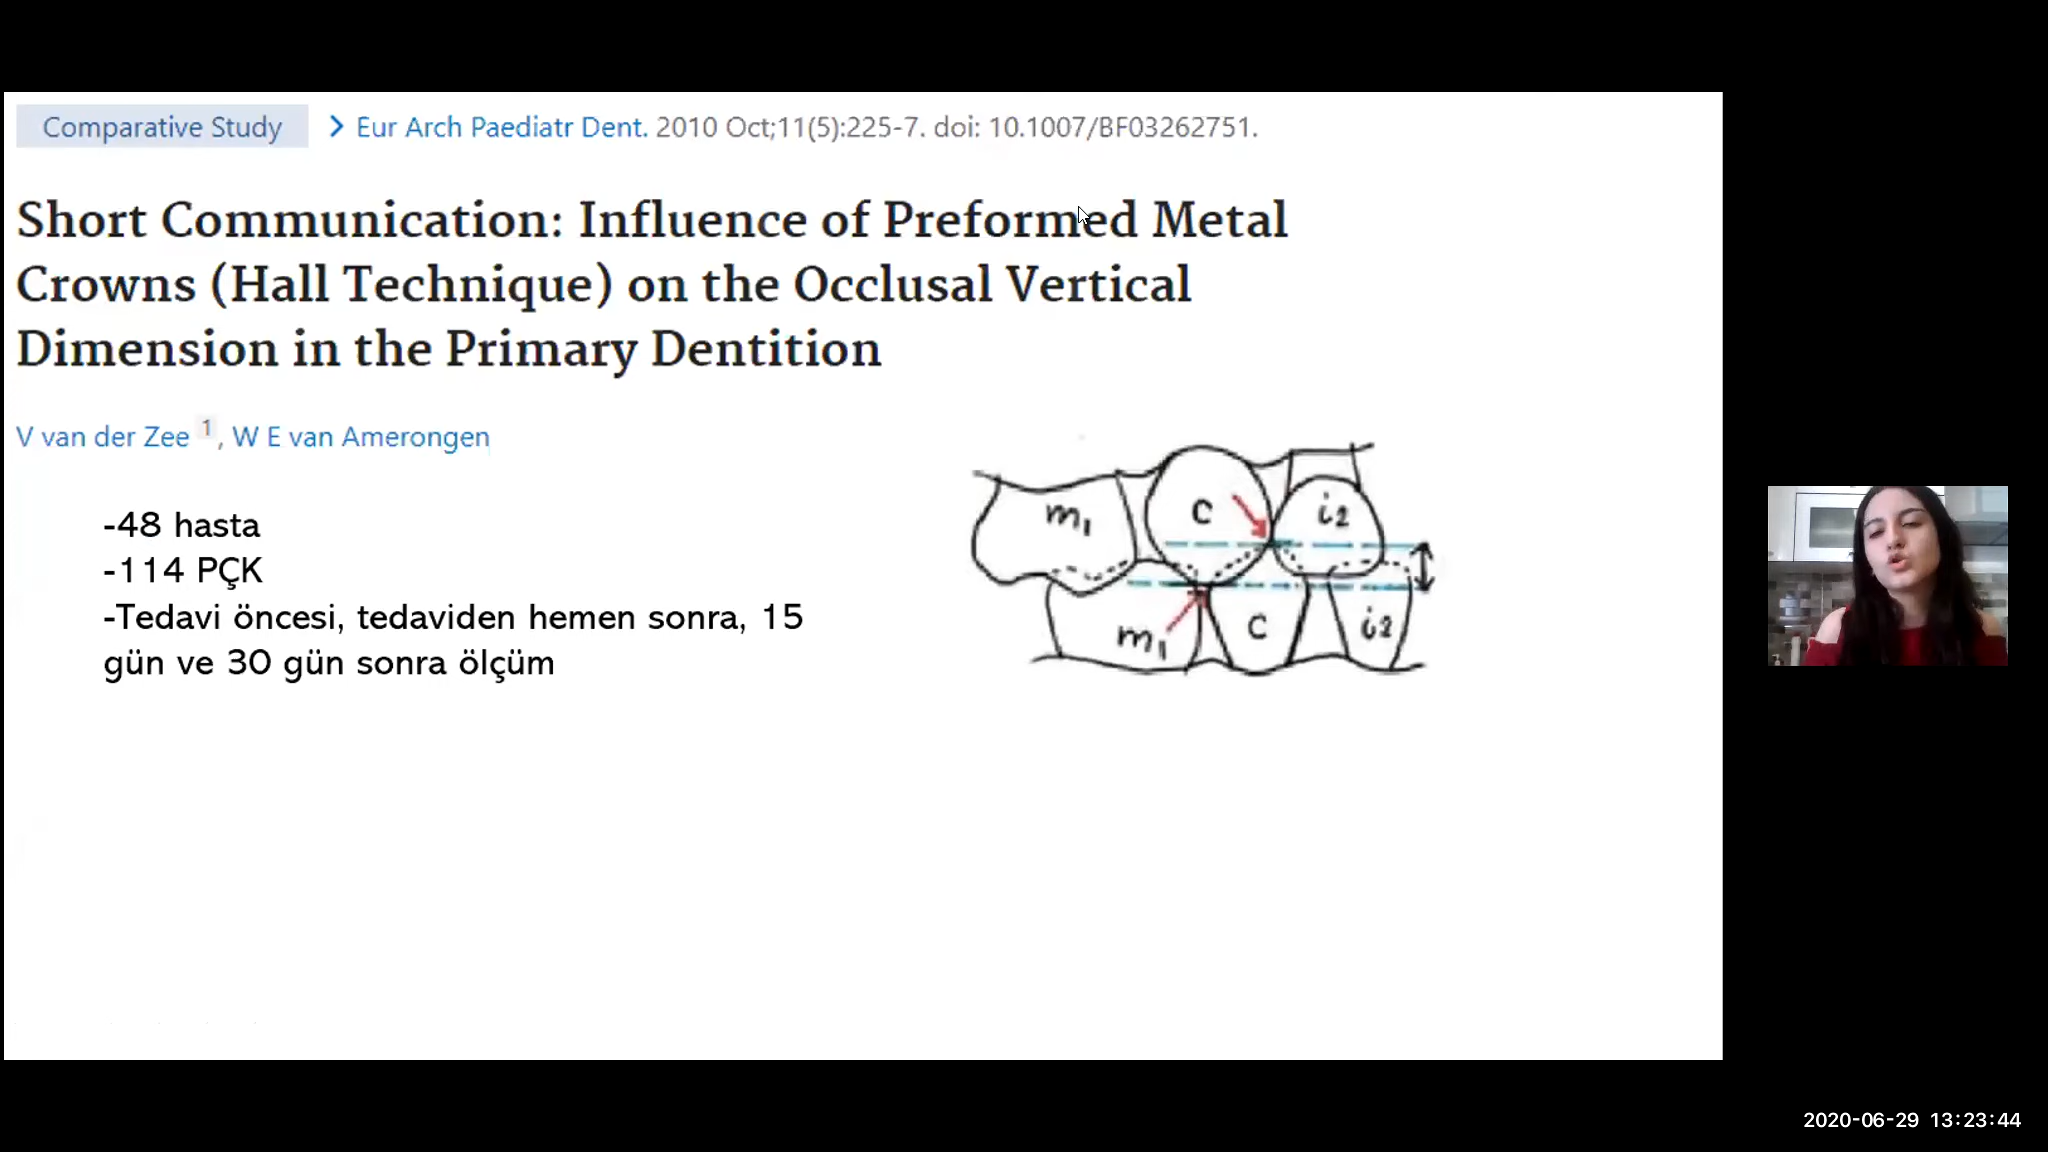 Comparative Study > Eur Arch Paediatr Dent. 2010 Oct;11(5):225-7. doi: 10.1007/BF03262751.
Short Communication: Influence of Preformed Metal
Crowns (Hall Technique) on the Occlusal Vertical
Dimension in the Primary Dentition
V van der Zee 1, W E van Amerongen
-48 hasta
-114 PÇK
-Tedavi öncesi, tedaviden hemen sonra, 15
gün ve 30 gün sonra ölçüm
m1 c i2
m1 c i2
2020-06-29 13:23:44